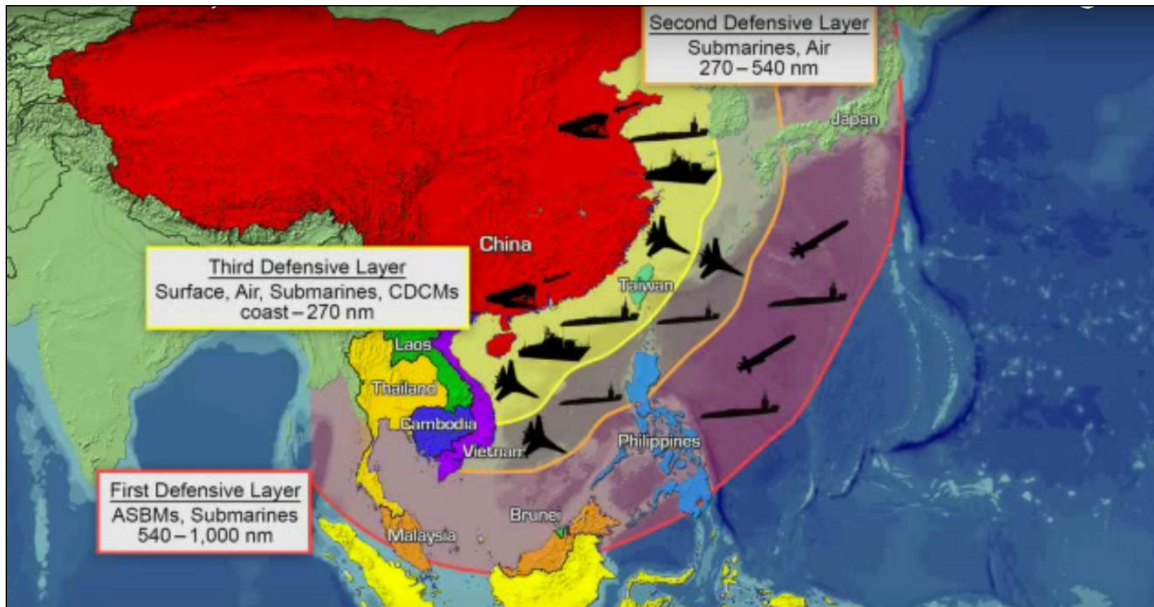 Second Defensive Layer
Submarines, Air
270 – 540 nm
Japan
China
Third Defensive Layer
Surface, Air, Submarines, CDCMs
coast – 270 nm
Taiwan
Laos
Thailand
Cambodia
Vietnam
Philippines
First Defensive Layer
ASBMs, Submarines
540 – 1,000 nm
Brunei
Malaysia